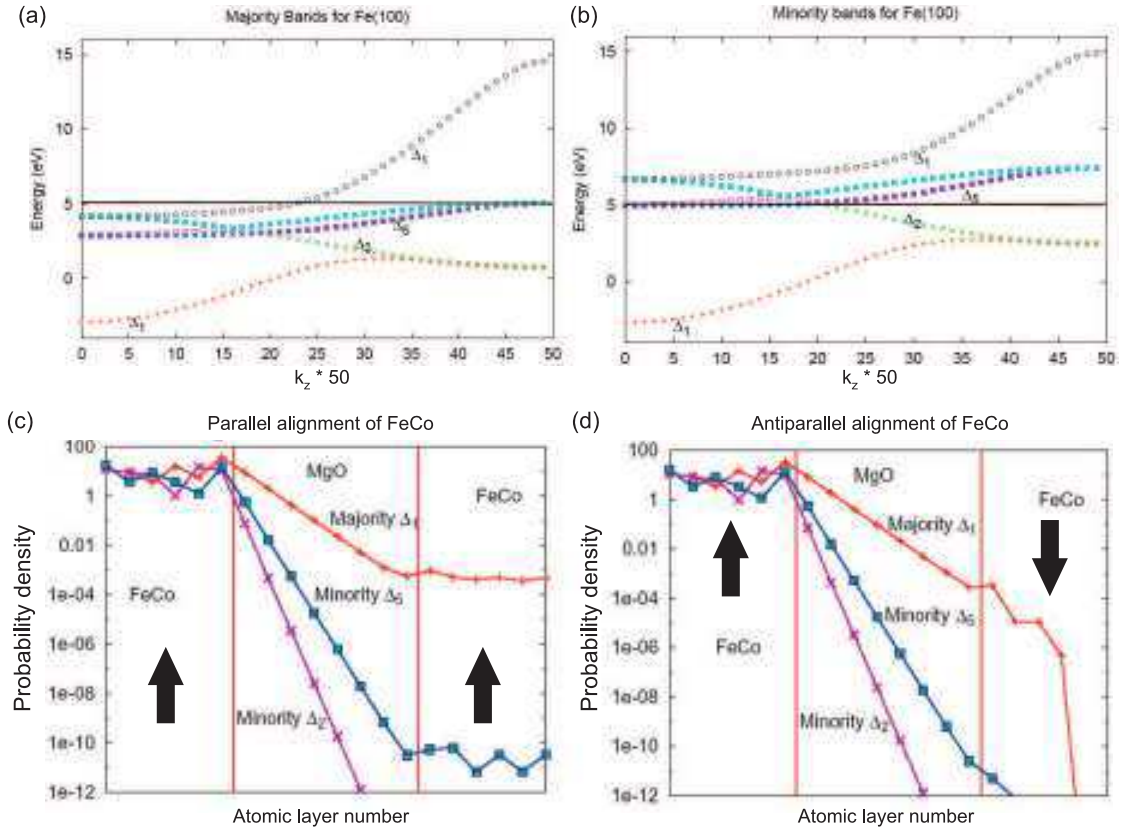 (a)
Majority Bands for Fe(100)
Energy (eV)
15
10
5
0
Δ1
Δ5
Δ2
Δ1
0 5 10 15 20 25 30 35 40 45 50
kz * 50
(b)
Minority bands for Fe(100)
Energy (eV)
15
10
5
0
Δ1
Δ5
Δ2
Δ1
0 5 10 15 20 25 30 35 40 45 50
kz * 50
(c)
Parallel alignment of FeCo
Probability density
100
1
0.01
1e-04
1e-06
1e-08
1e-10
1e-12
MgO
FeCo
Majority Δ1
FeCo
Minority Δ5
Minority Δ2
Atomic layer number
(d)
Antiparallel alignment of FeCo
Probability density
100
1
0.01
1e-04
1e-06
1e-08
1e-10
1e-12
MgO
FeCo
Majority Δ1
Minority Δ5
FeCo
Minority Δ2
Atomic layer number